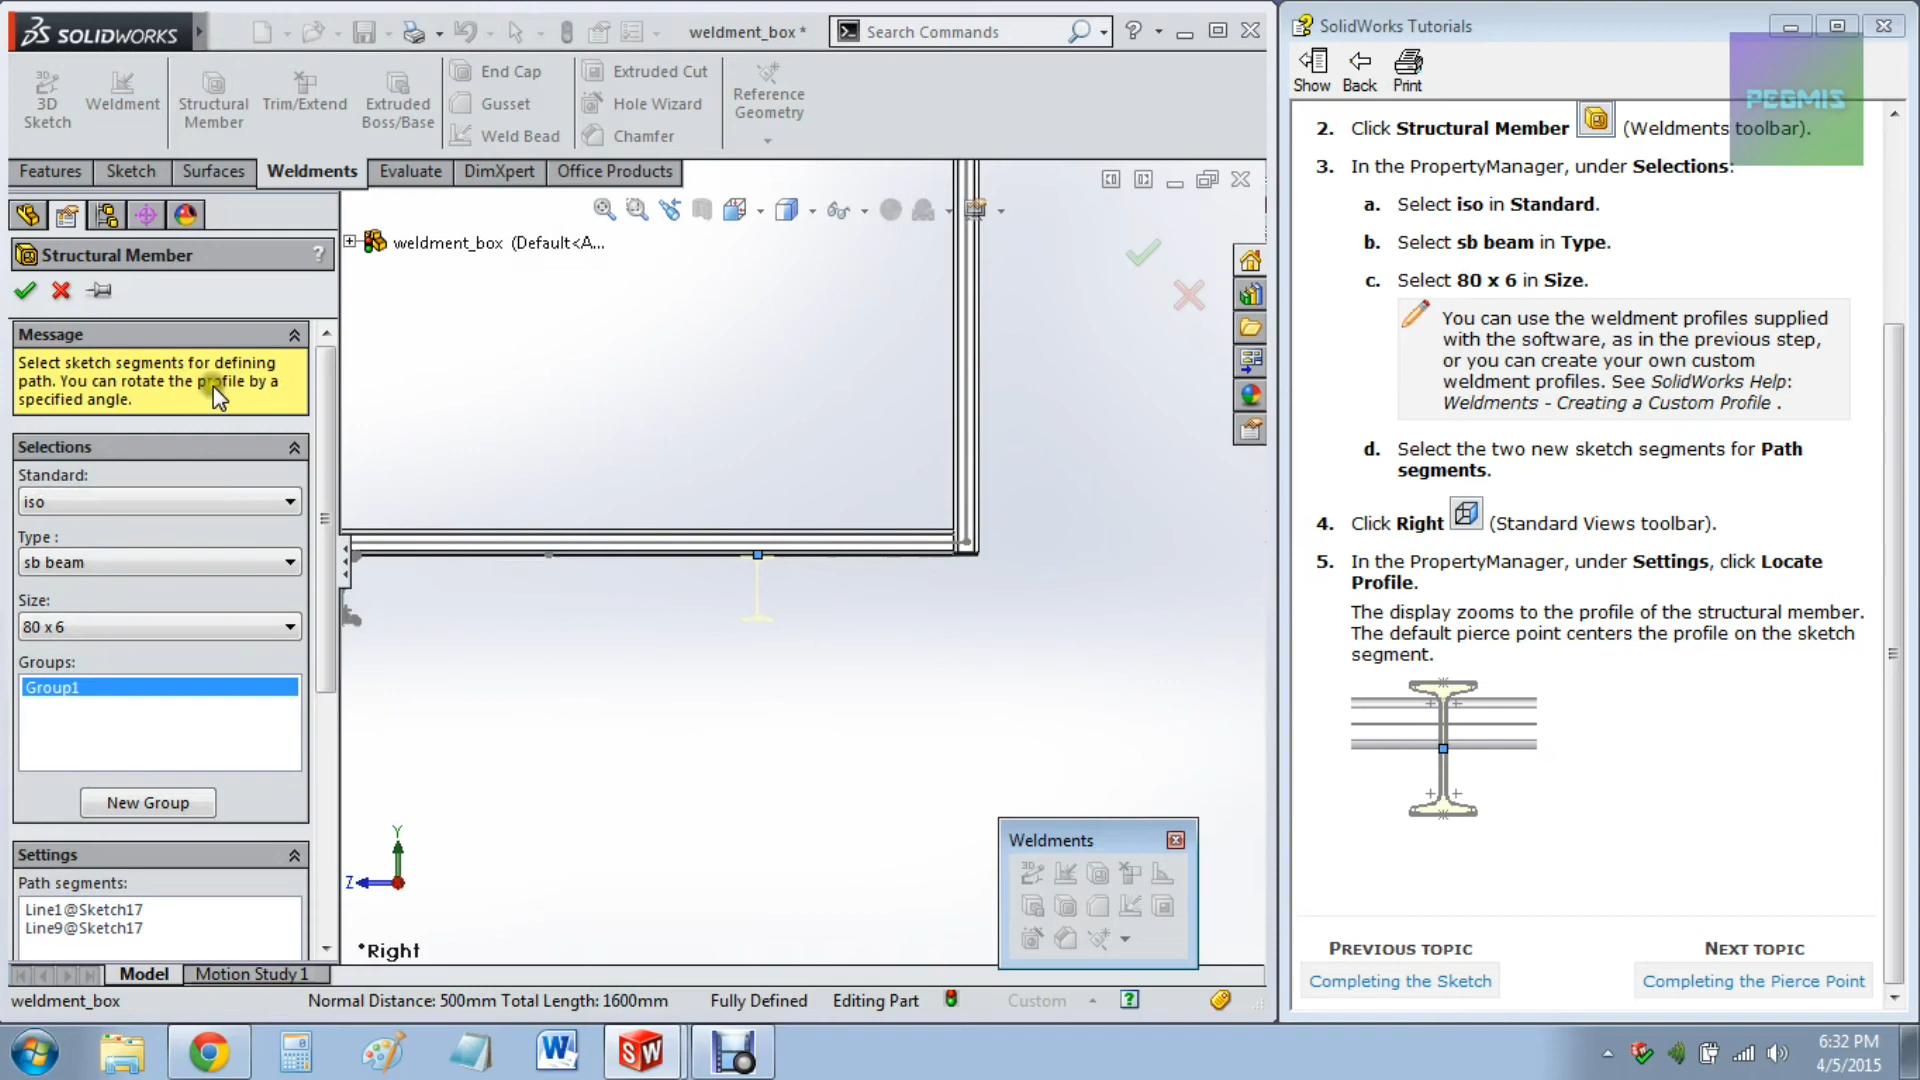 SOLIDWORKS
weldment_box *
Search Commands
3D Sketch
Weldment
Structural Member
Trim/Extend
Extruded Boss/Base
End Cap
Gusset
Weld Bead
Extruded Cut
Hole Wizard
Chamfer
Reference Geometry
Features
Sketch
Surfaces
Weldments
Evaluate
DimXpert
Office Products
Structural Member
?
Message
Select sketch segments for defining
path. You can rotate the profile by a
specified angle.
Selections
Standard:
iso
Type :
sb beam
Size:
80 x 6
Groups:
Group1
New Group
Settings
Path segments:
Line1@Sketch17
Line9@Sketch17
weldment_box (Default<A...
Y
Z
*Right
Weldments
Model
Motion Study 1
weldment_box
Normal Distance: 500mm Total Length: 1600mm
Fully Defined
Editing Part
Custom
SolidWorks Tutorials
Show
Back
Print
PEGMIS
2. Click Structural Member (Weldments toolbar).
3. In the PropertyManager, under Selections:
a. Select iso in Standard.
b. Select sb beam in Type.
c. Select 80 x 6 in Size.
You can use the weldment profiles supplied
with the software, as in the previous step,
or you can create your own custom
weldment profiles. See SolidWorks Help:
Weldments - Creating a Custom Profile .
d. Select the two new sketch segments for Path
segments.
4. Click Right (Standard Views toolbar).
5. In the PropertyManager, under Settings, click Locate
Profile.
The display zooms to the profile of the structural member.
The default pierce point centers the profile on the sketch
segment.
PREVIOUS TOPIC
Completing the Sketch
NEXT TOPIC
Completing the Pierce Point
6:32 PM
4/5/2015